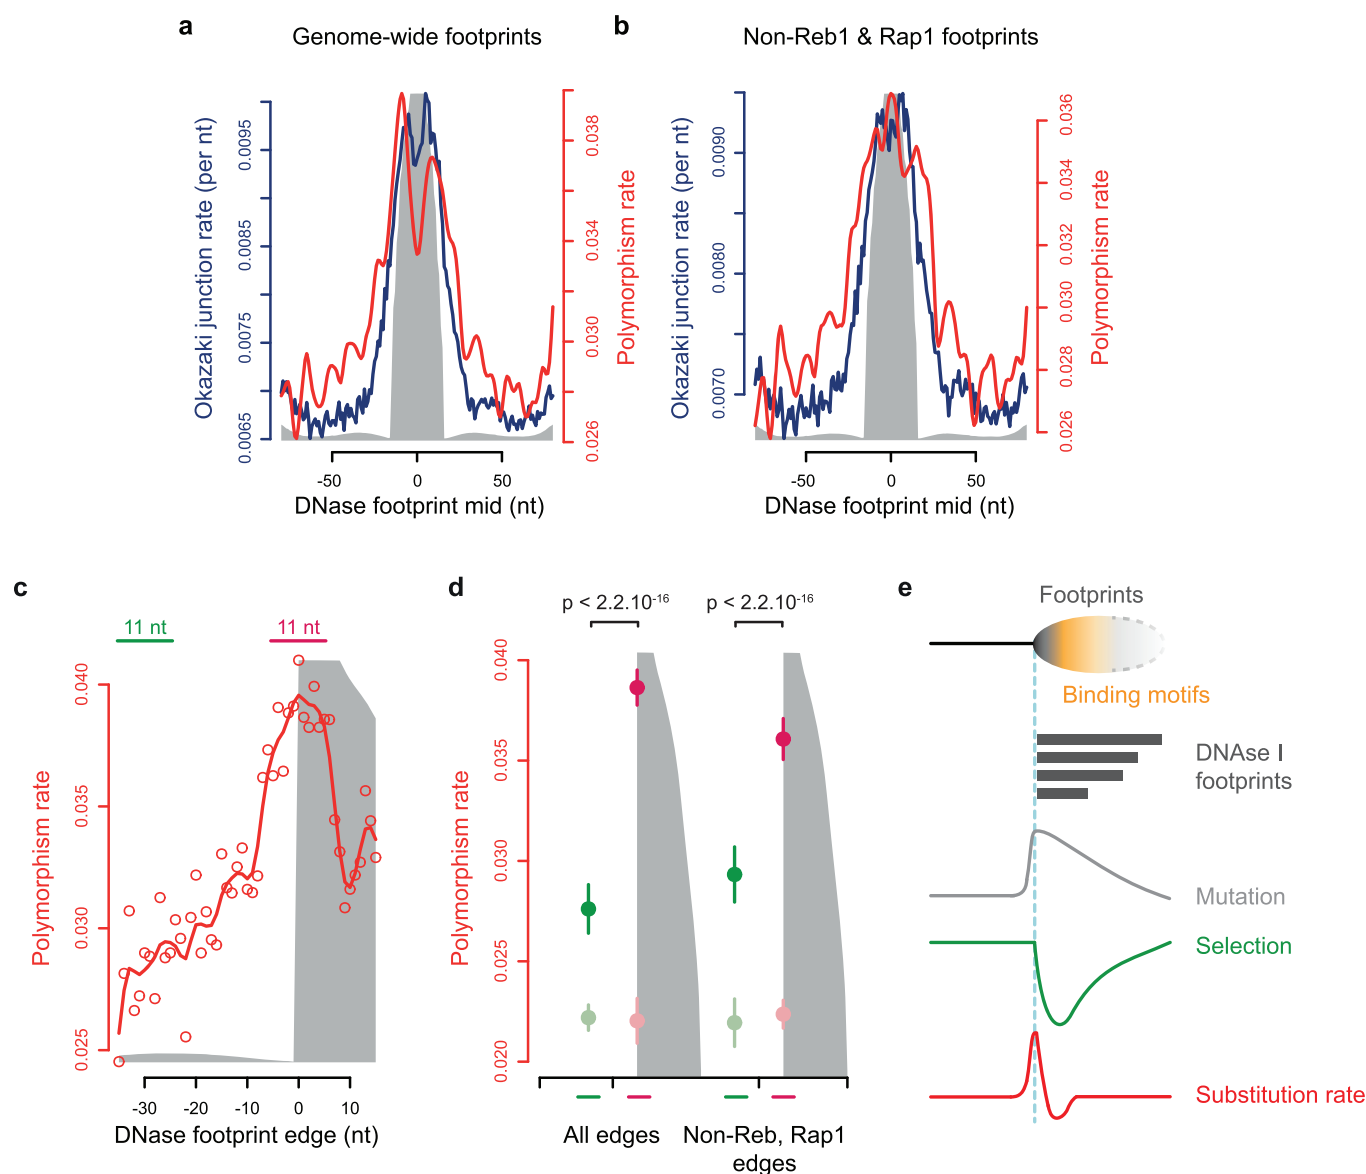 a
Genome-wide footprints
Okazaki junction rate (per nt)
0.0065
0.0075
0.0085
0.0095
Polymorphism rate
0.026
0.030
0.034
0.038
-50
0
50
DNase footprint mid (nt)
b
Non-Reb1 & Rap1 footprints
Okazaki junction rate (per nt)
0.0070
0.0080
0.0090
Polymorphism rate
0.026
0.028
0.030
0.032
0.034
0.036
-50
0
50
DNase footprint mid (nt)
c
11 nt
11 nt
Polymorphism rate
0.025
0.030
0.035
0.040
-30
-20
-10
0
10
DNase footprint edge (nt)
d
p < 2.2.10-16
p < 2.2.10-16
Polymorphism rate
0.020
0.025
0.030
0.035
0.040
All edges
Non-Reb, Rap1
edges
e
Footprints
Binding motifs
DNAse I
footprints
Mutation
Selection
Substitution rate